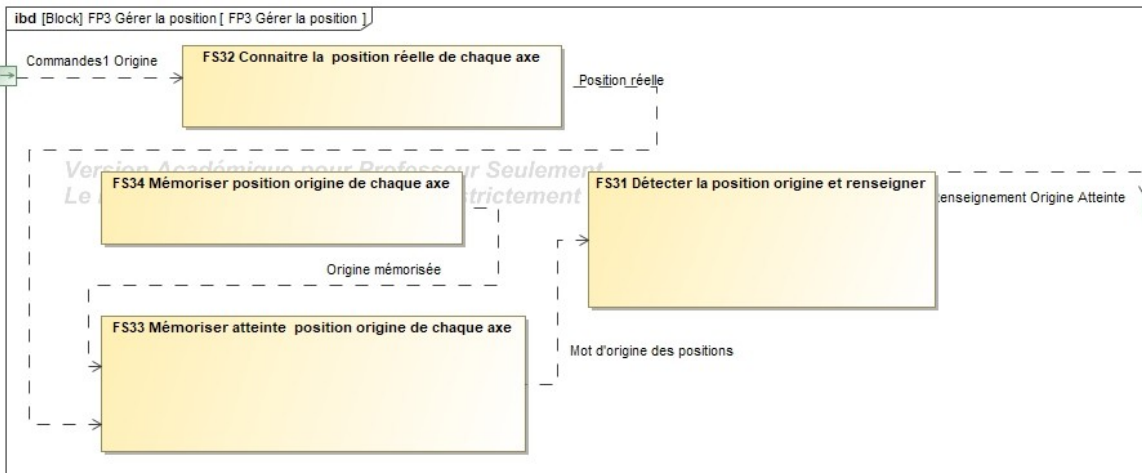 ibd [Block] FP3 Gérer la position [ FP3 Gérer la position ]
Commandes1 Origine
FS32 Connaitre la position réelle de chaque axe
Position réelle
Version Académique pour Professeur Seulement
Le
FS34 Mémoriser position origine de chaque axe
FS31 Détecter la position origine et renseigner
enseignement Origine Atteinte
Origine mémorisée
FS33 Mémoriser atteinte position origine de chaque axe
Mot d'origine des positions